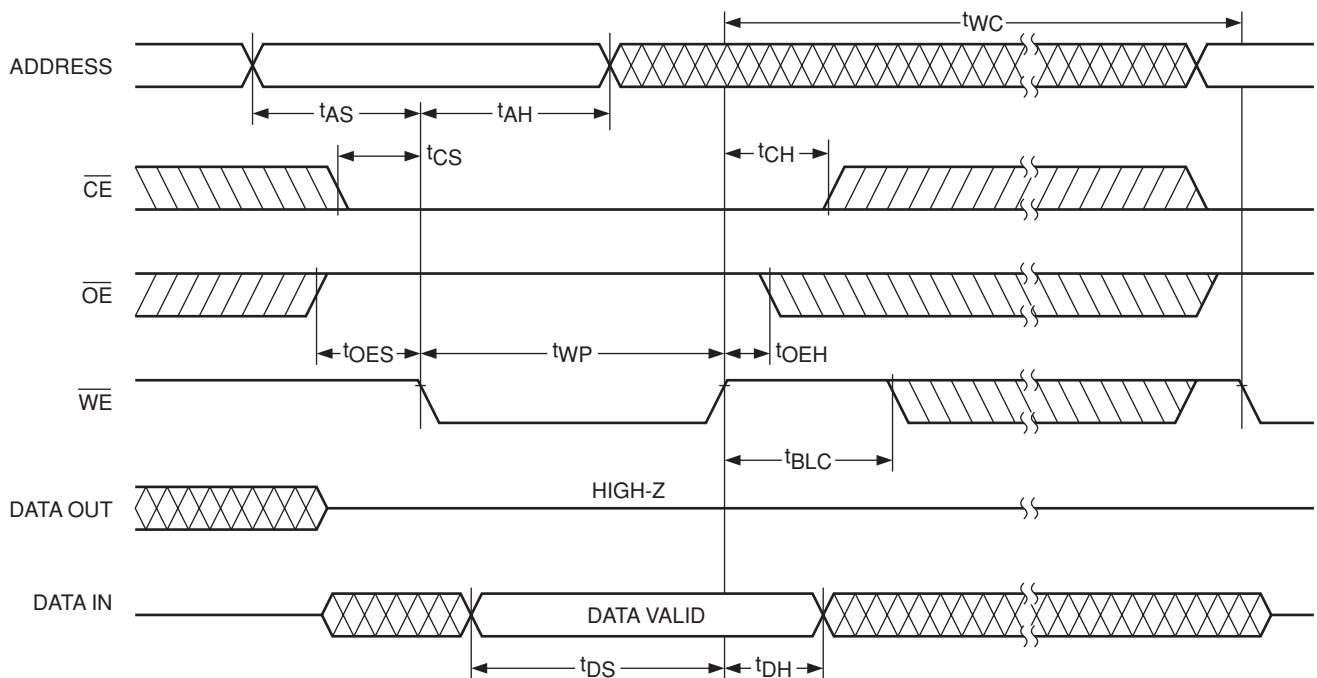 tWC
ADDRESS
tAS
tAH
tCS
tCH
CE
OE
tOES
tWP
tOEH
WE
tBLC
HIGH-Z
DATA OUT
DATA IN
DATA VALID
tDS
tDH